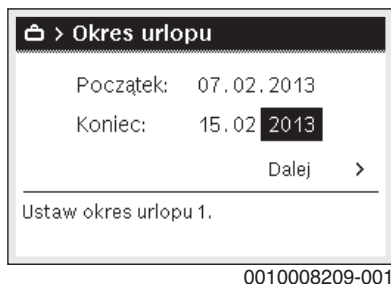 > Okres urlopu
Początek: 07.02.2013
Koniec: 15.02 2013
Dalej >
Ustaw okres urlopu 1.
0010008209-001